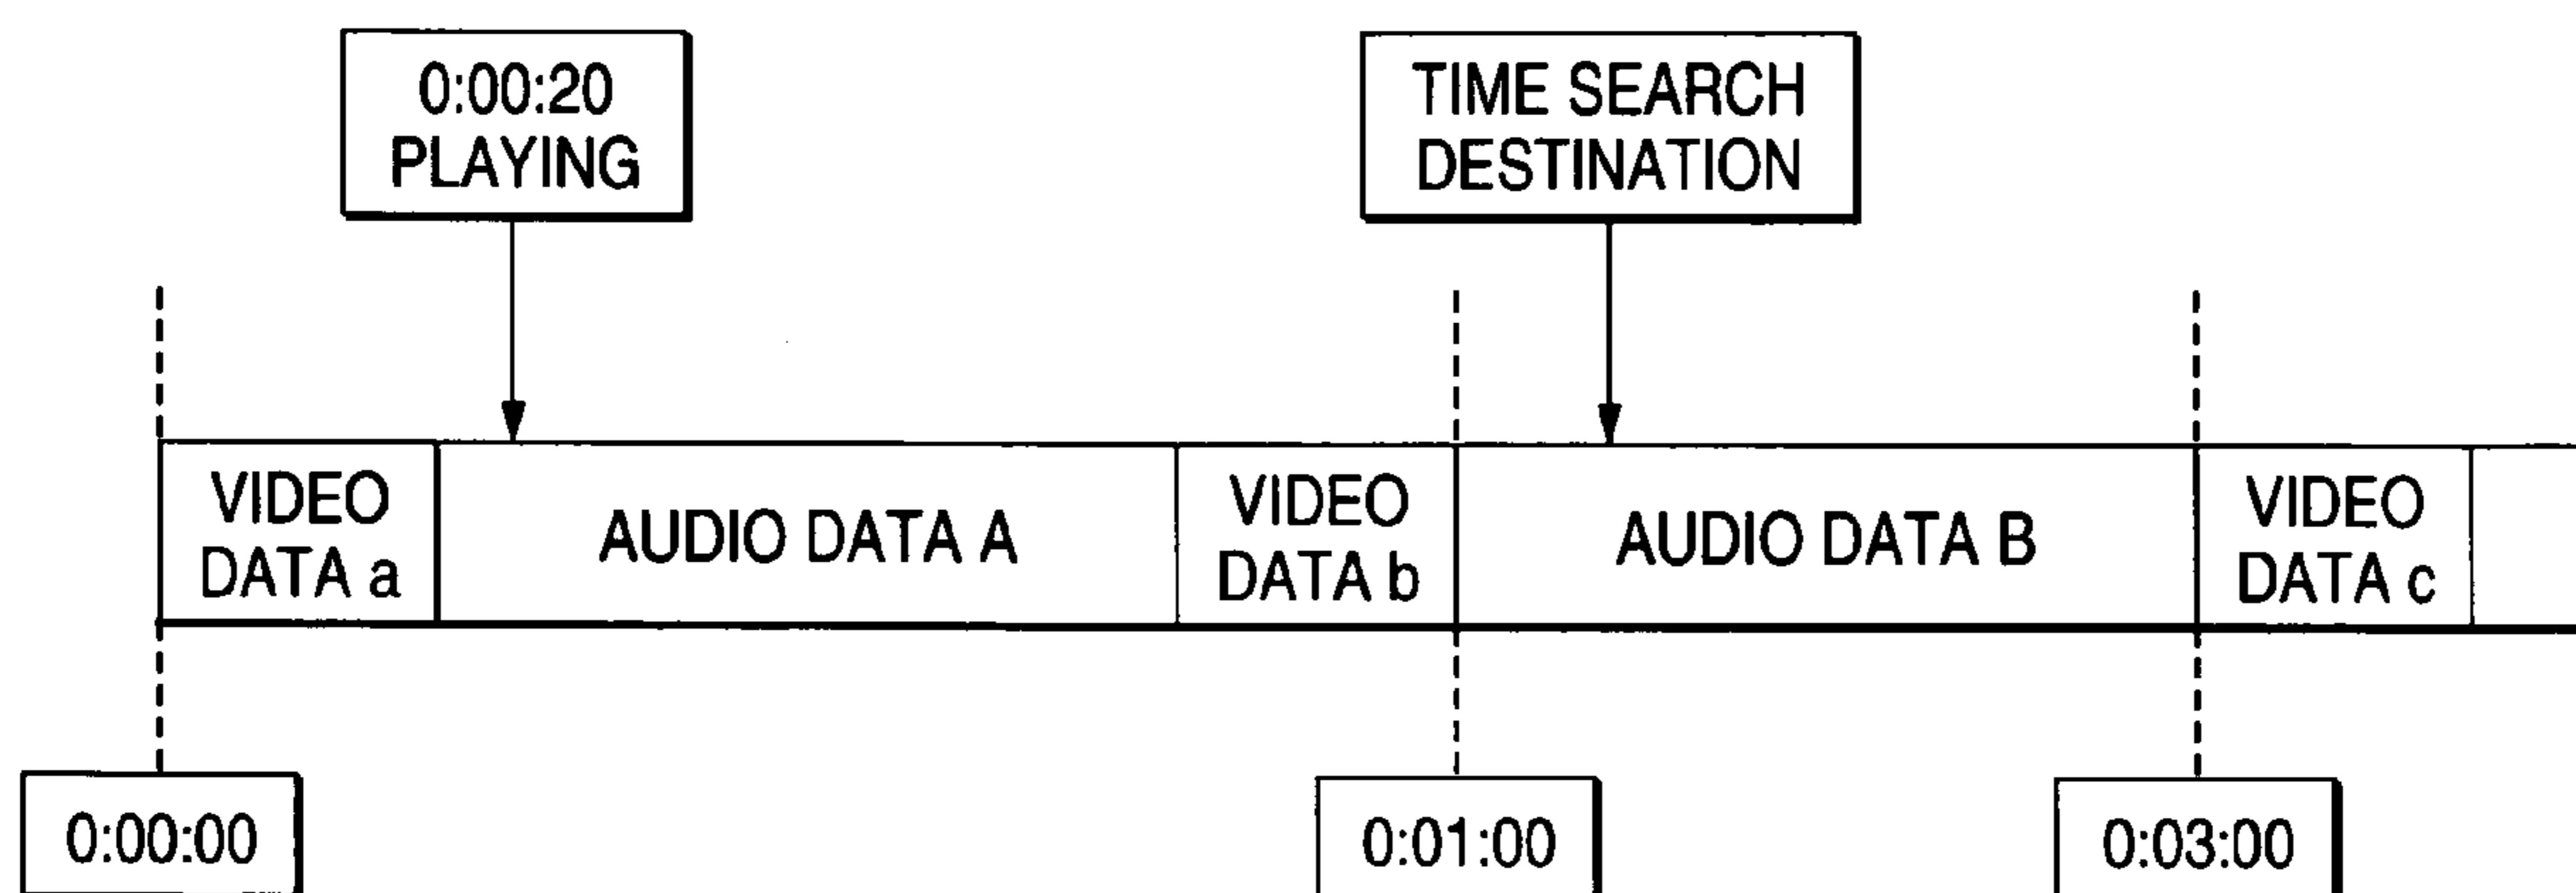 0:00:20
PLAYING
TIME SEARCH
DESTINATION
VIDEO
DATA a
AUDIO DATA A
VIDEO
DATA b
AUDIO DATA B
VIDEO
DATA c
0:00:00
0:01:00
0:03:00